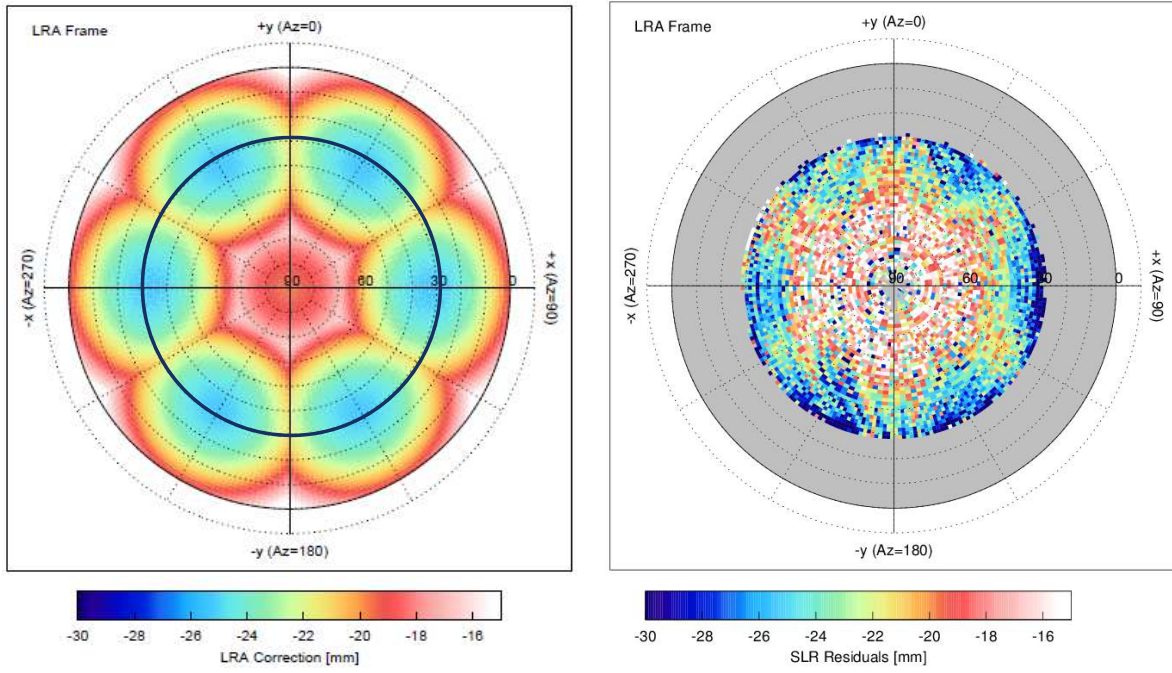 LRA Frame
+y (Az=0)
-x (Az=270)
90
60
30
0
+x (Az=90)
-y (Az=180)
-30
-28
-26
-24
-22
-20
-18
-16
LRA Correction [mm]
LRA Frame
+y (Az=0)
-x (Az=270)
90
60
30
0
+x (Az=90)
-y (Az=180)
-30
-28
-26
-24
-22
-20
-18
-16
SLR Residuals [mm]